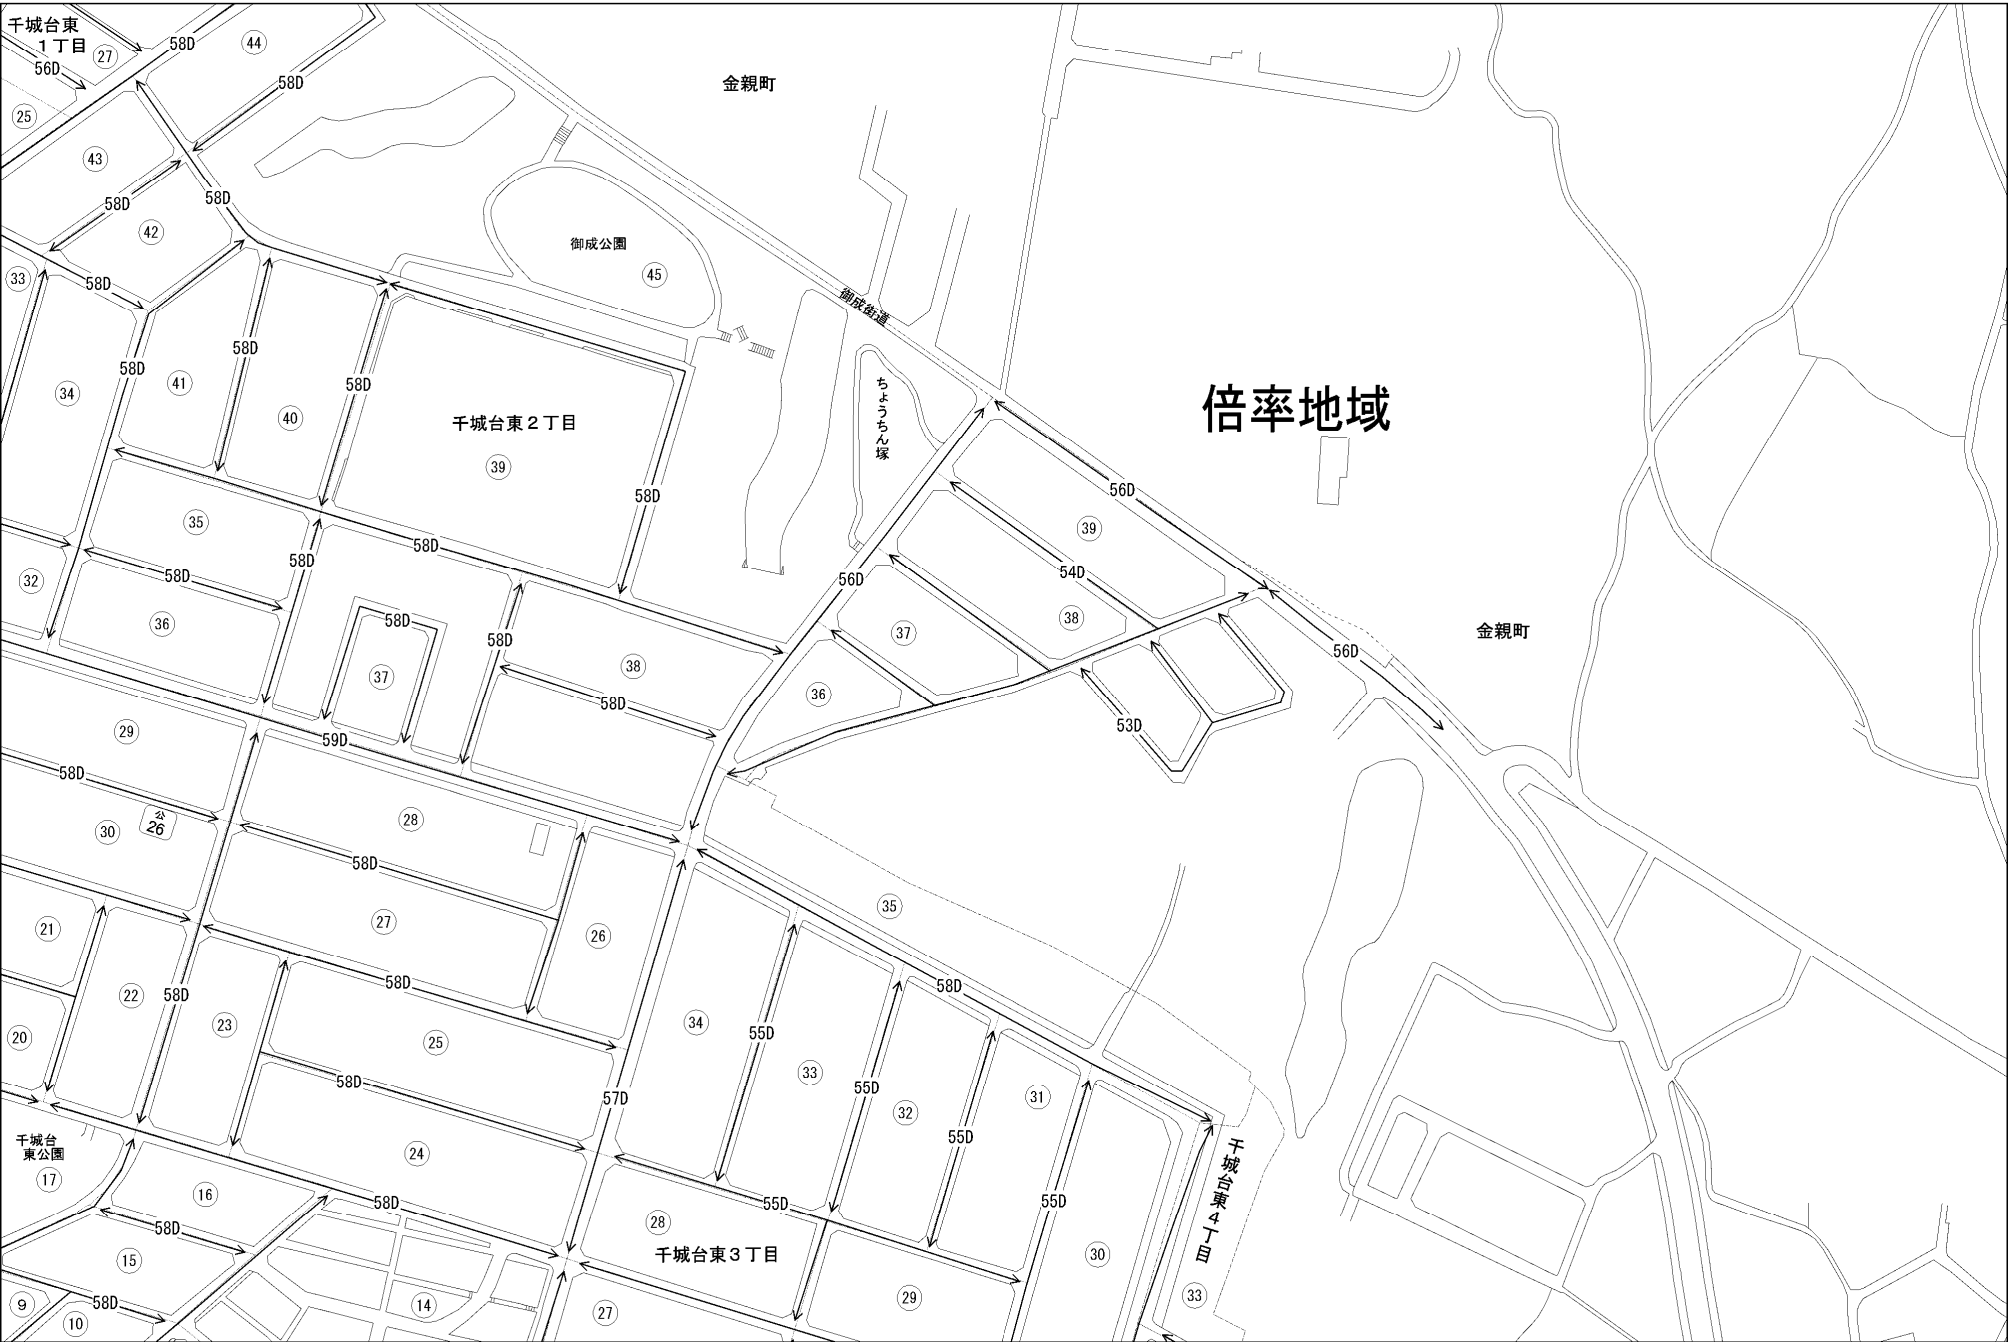 千城台東
１丁目
27
56D
25
58D
44
58D
金親町
43
58D
58D
42
33
58D
御成公園
45
御成街道
34
58D
41
58D
40
58D
千城台東２丁目
39
58D
ちょうちん塚
倍率地域
56D
39
54D
38
37
36
56D
金親町
56D
53D
35
58D
58D
58D
32
58D
36
58D
37
58D
38
58D
29
59D
58D
30
公
26
28
58D
21
27
58D
26
35
58D
22
58D
23
20
25
58D
57D
34
55D
33
55D
32
55D
31
55D
30
千城台東４丁目
33
千城台
東公園
17
16
58D
24
58D
15
58D
9
10
14
28
55D
千城台東３丁目
29
27